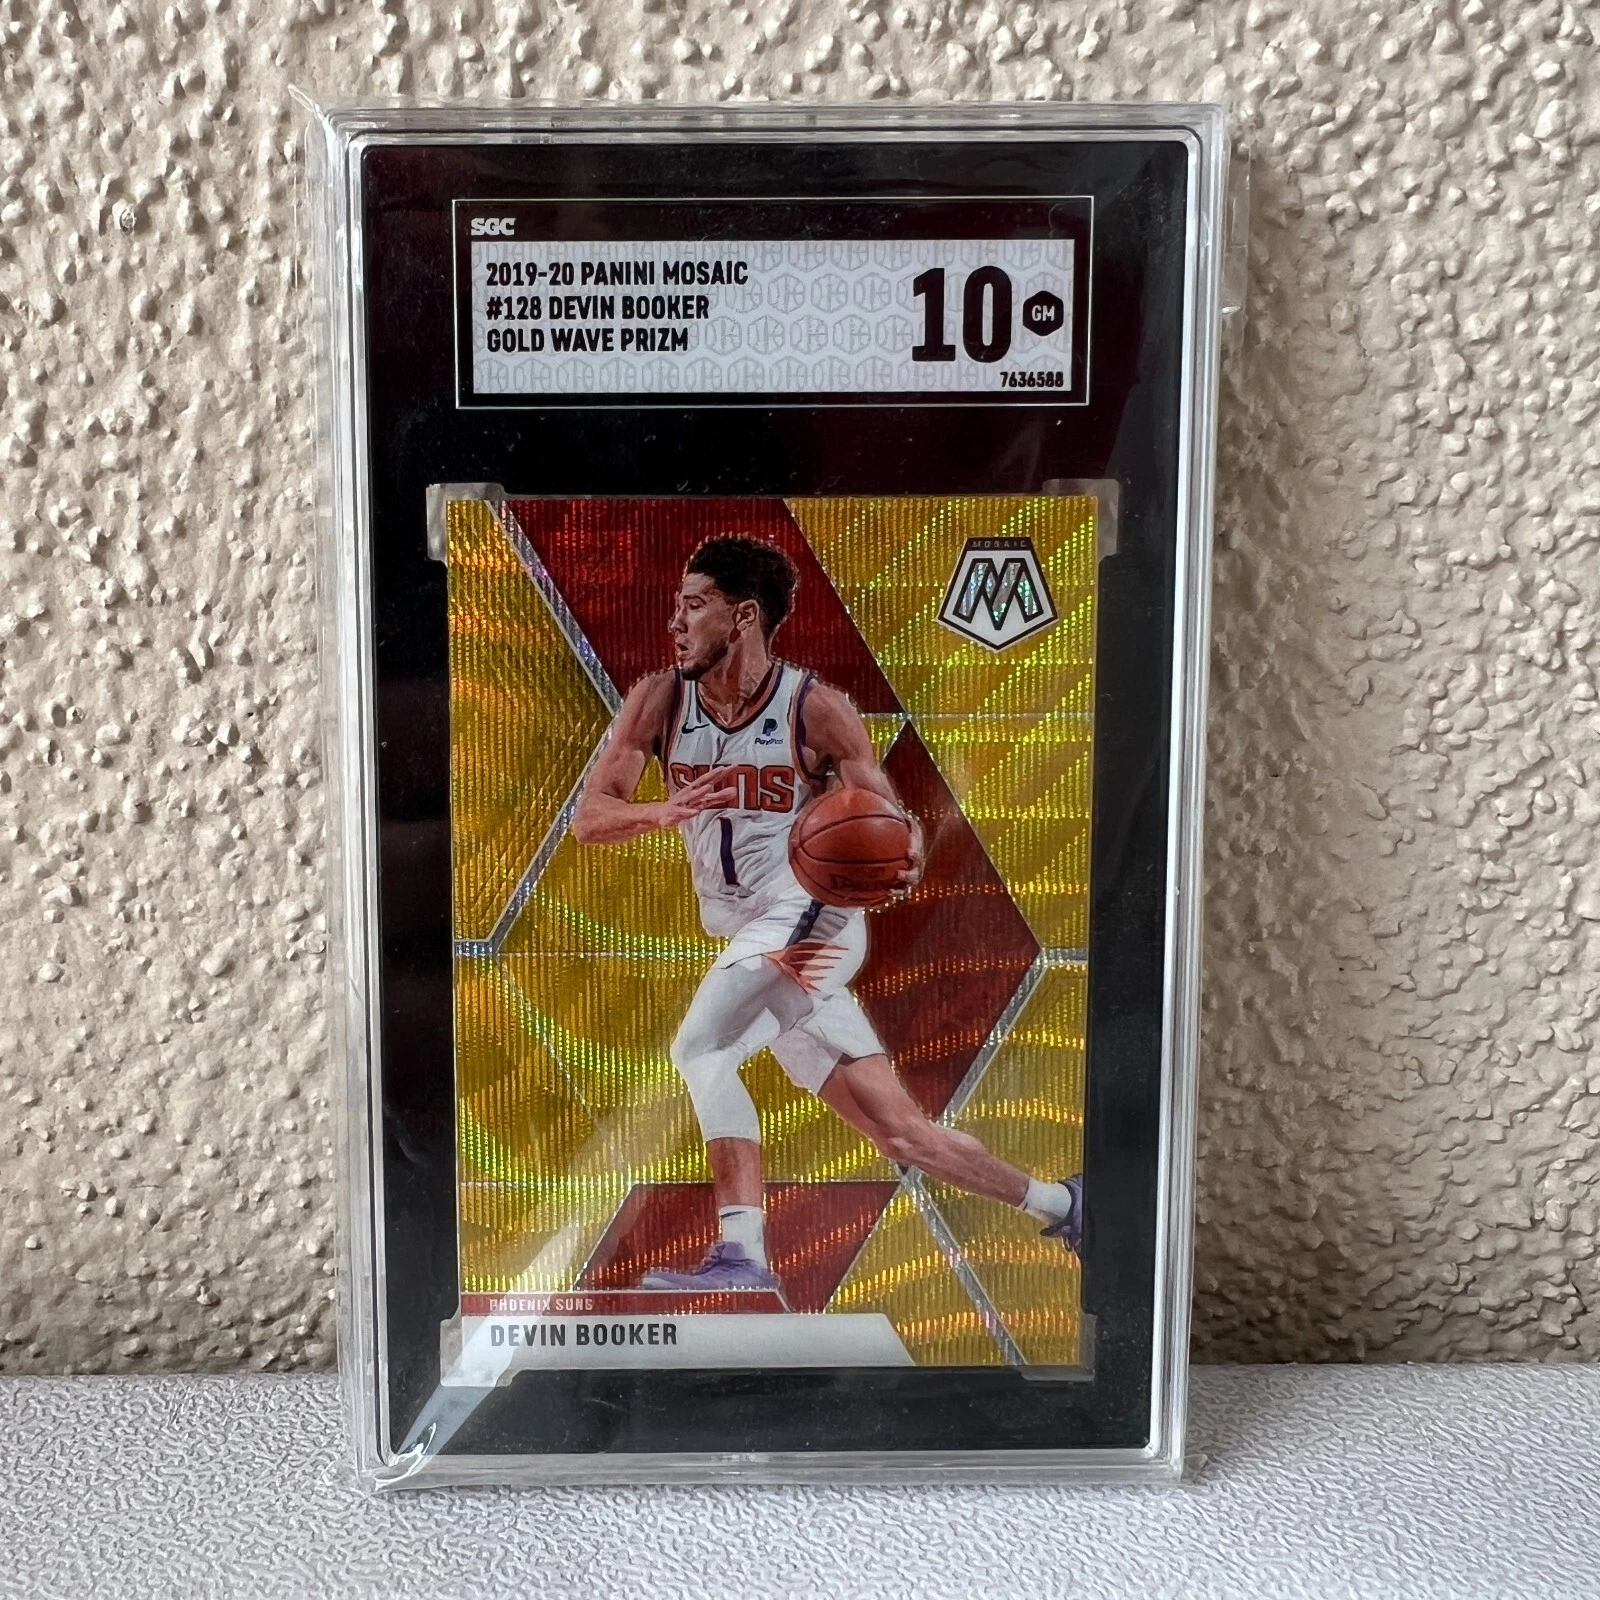 SGC
2019-20 PANINI MOSAIC
#128 DEVIN BOOKER
GOLD WAVE PRIZM
10
GM
7636588
MOSAIC
M
PayPal
SUNS
1
PHOENIX SUNS
DEVIN BOOKER